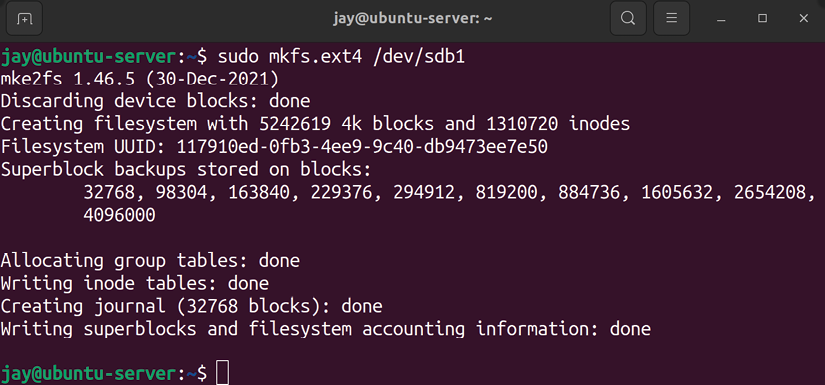 jay@ubuntu-server: ~
jay@ubuntu-server:~$ sudo mkfs.ext4 /dev/sdb1
mke2fs 1.46.5 (30-Dec-2021)
Discarding device blocks: done
Creating filesystem with 5242619 4k blocks and 1310720 inodes
Filesystem UUID: 117910ed-0fb3-4ee9-9c40-db9473ee7e50
Superblock backups stored on blocks:
32768, 98304, 163840, 229376, 294912, 819200, 884736, 1605632, 2654208,
4096000
Allocating group tables: done
Writing inode tables: done
Creating journal (32768 blocks): done
Writing superblocks and filesystem accounting information: done
jay@ubuntu-server:~$